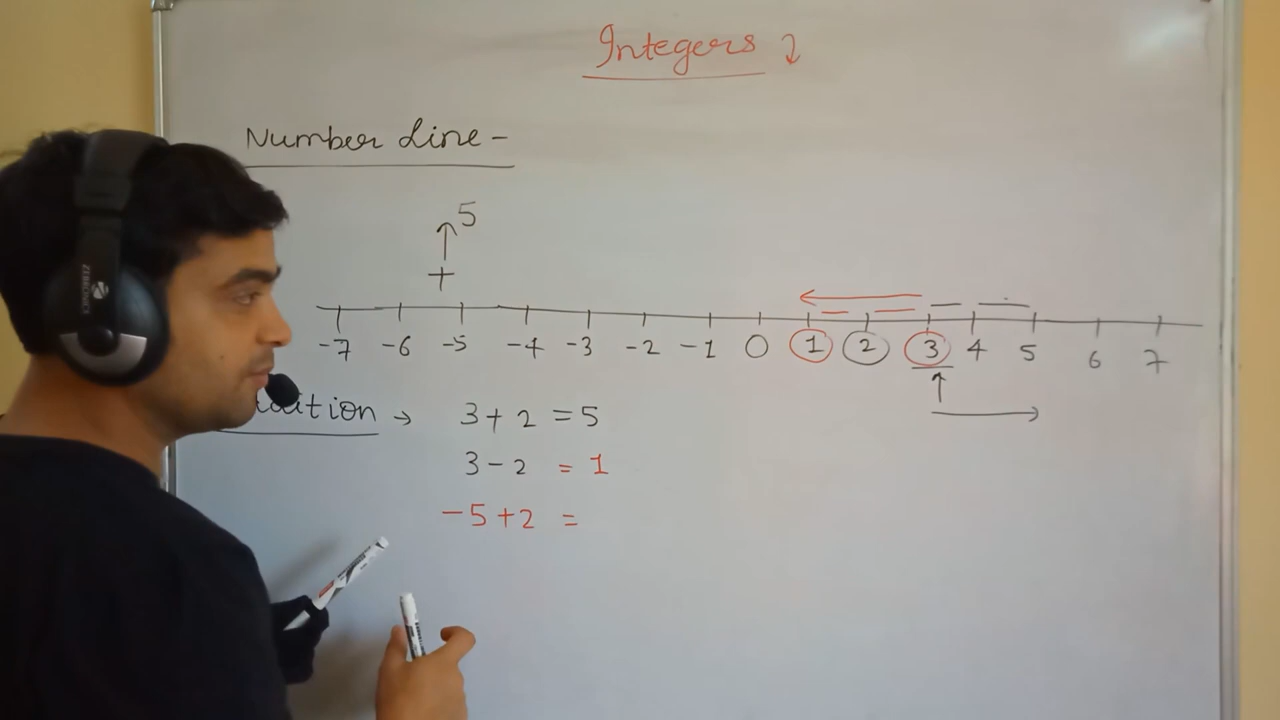 Integers
Number Line -
5
+
-7 -6 -5 -4 -3 -2 -1 0 1 2 3 4 5 6 7
→ 3 + 2 = 5
3 - 2 = 1
-5 + 2 =
ZEBRONICS